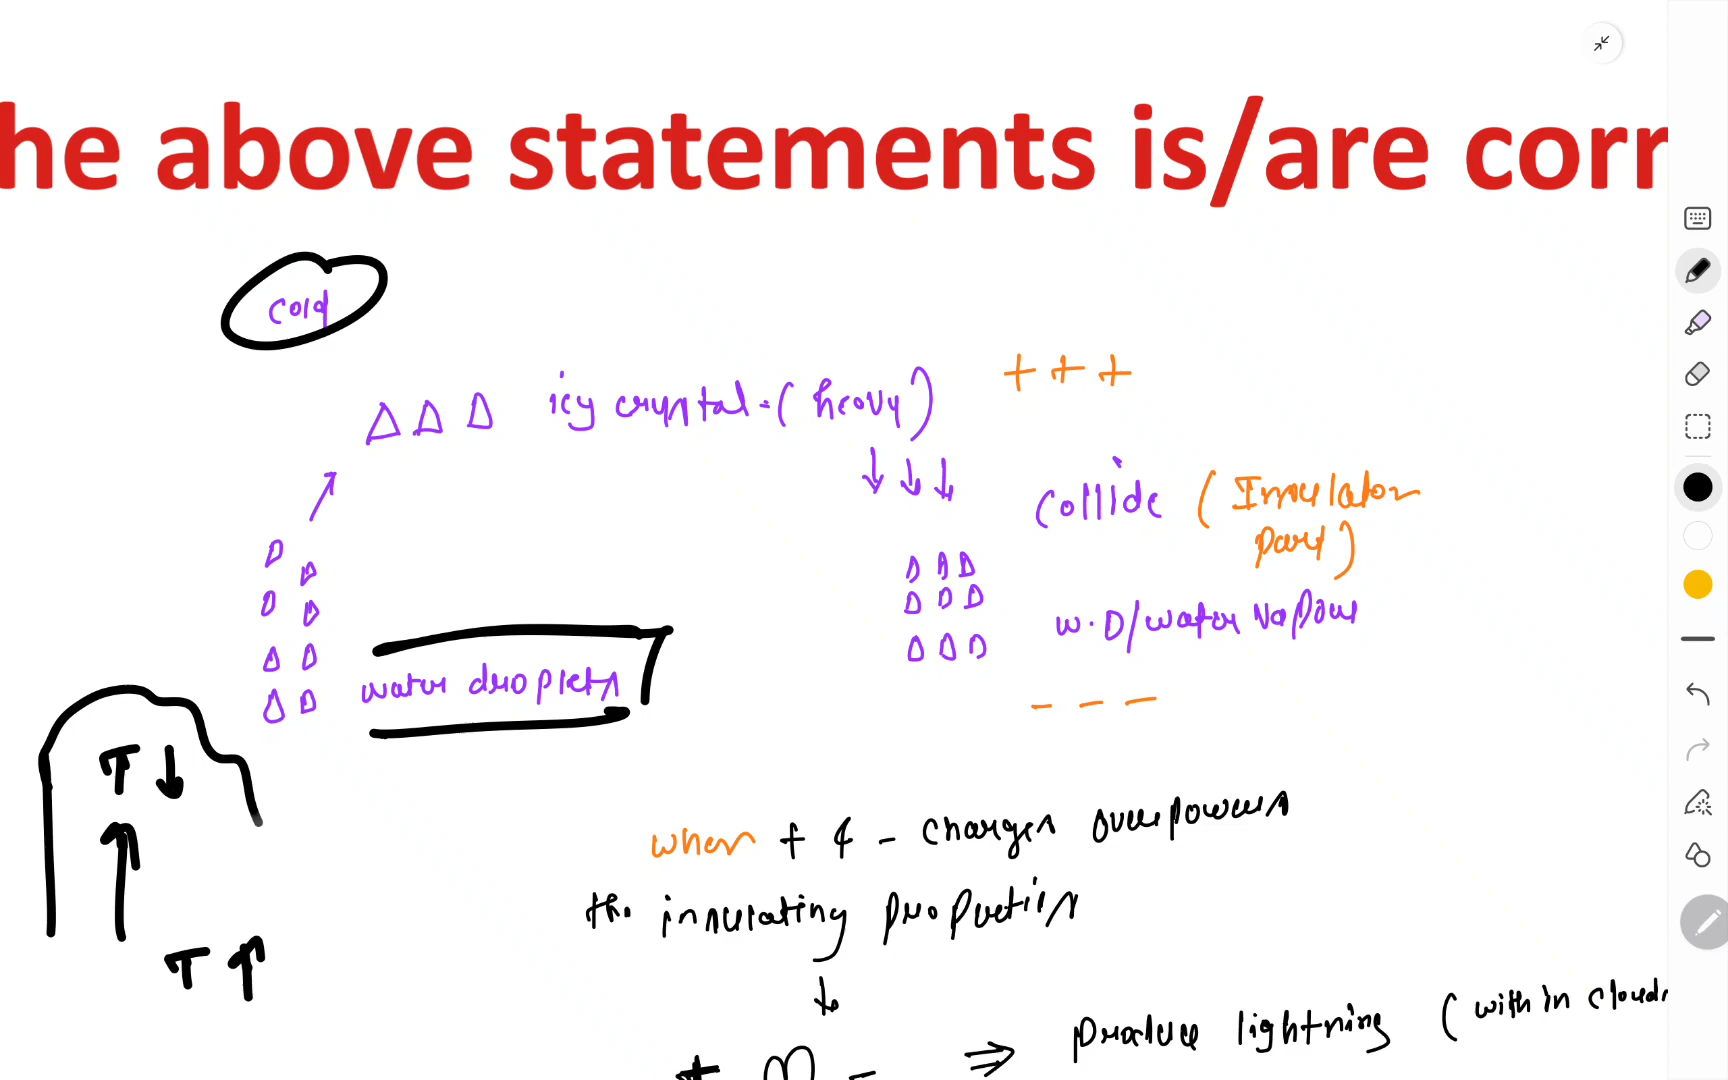 he above statements is/are corr
cold
+ + +
icy crystal. (heavy)
collide (Insulator
part)
W.D/water vapour
water droplets
- - -
T ↓
when + & - charges overpowers
the insulating properties
T ↑
⇒ produce lightning (with in clouds
+ -